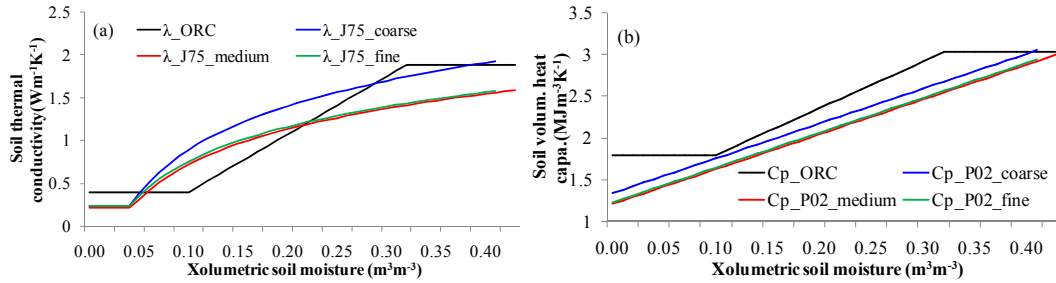 (a)
λ_ORC
λ_J75_coarse
λ_J75_medium
λ_J75_fine
Soil thermal
conductivity(Wm⁻¹K⁻¹)
2.5
2
1.5
1
0.5
0
0.00 0.05 0.10 0.15 0.20 0.25 0.30 0.35 0.40
Xolumetric soil moisture (m³m⁻³)
(b)
Soil volum. heat
capa.(MJm⁻³K⁻¹)
3.5
3
2.5
2
1.5
1
Cp_ORC
Cp_P02_coarse
Cp_P02_medium
Cp_P02_fine
0.00 0.05 0.10 0.15 0.20 0.25 0.30 0.35 0.40
Xolumetric soil moisture (m³m⁻³)